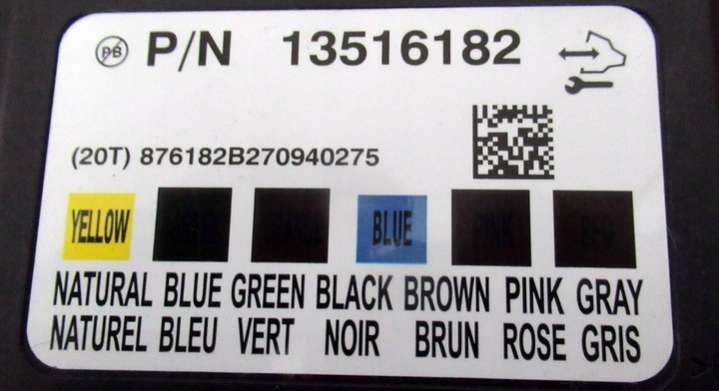 PB P/N 13516182
(20T) 876182B270940275
YELLOW BLUE PINK
NATURAL BLUE GREEN BLACK BROWN PINK GRAY
NATUREL BLEU VERT NOIR BRUN ROSE GRIS